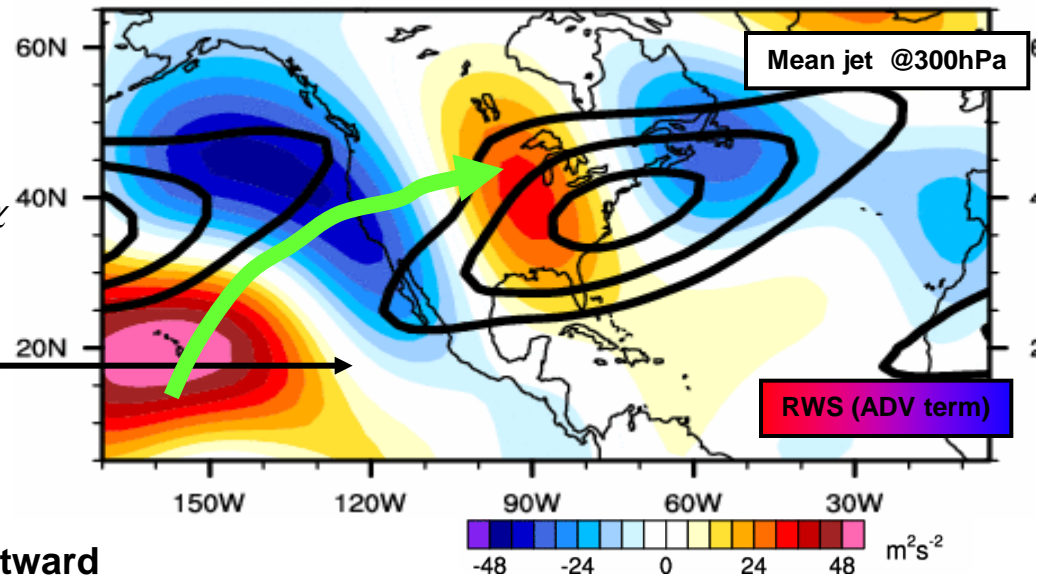 60N
Mean jet @300hPa
40N
20N
RWS (ADV term)
150W 120W 90W 60W 30W
-48 -24 0 24 48 m²s⁻²
tward